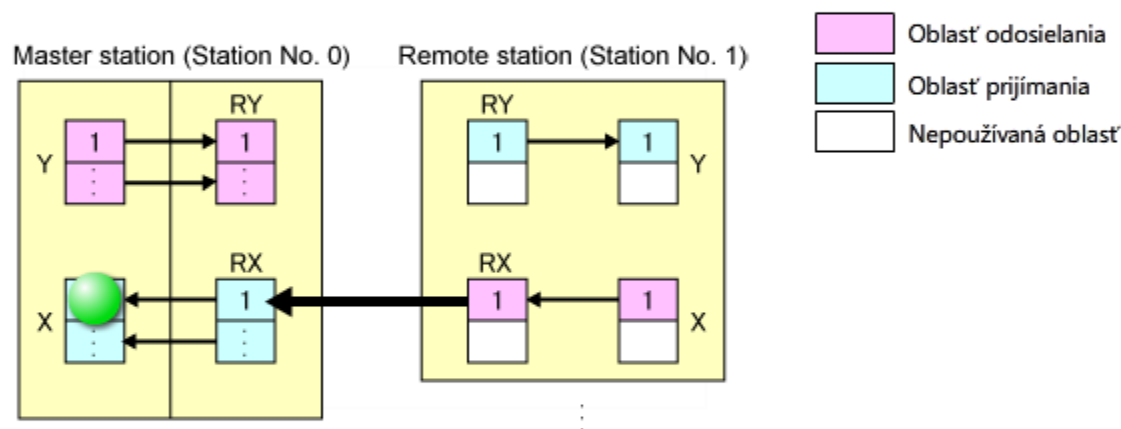 Master station (Station No. 0)
Remote station (Station No. 1)
Oblasť odosielania
Oblasť prijímania
Nepoužívaná oblasť
RY
RY
Y
1
1
1
1
Y
RX
RX
X
1
1
1
X